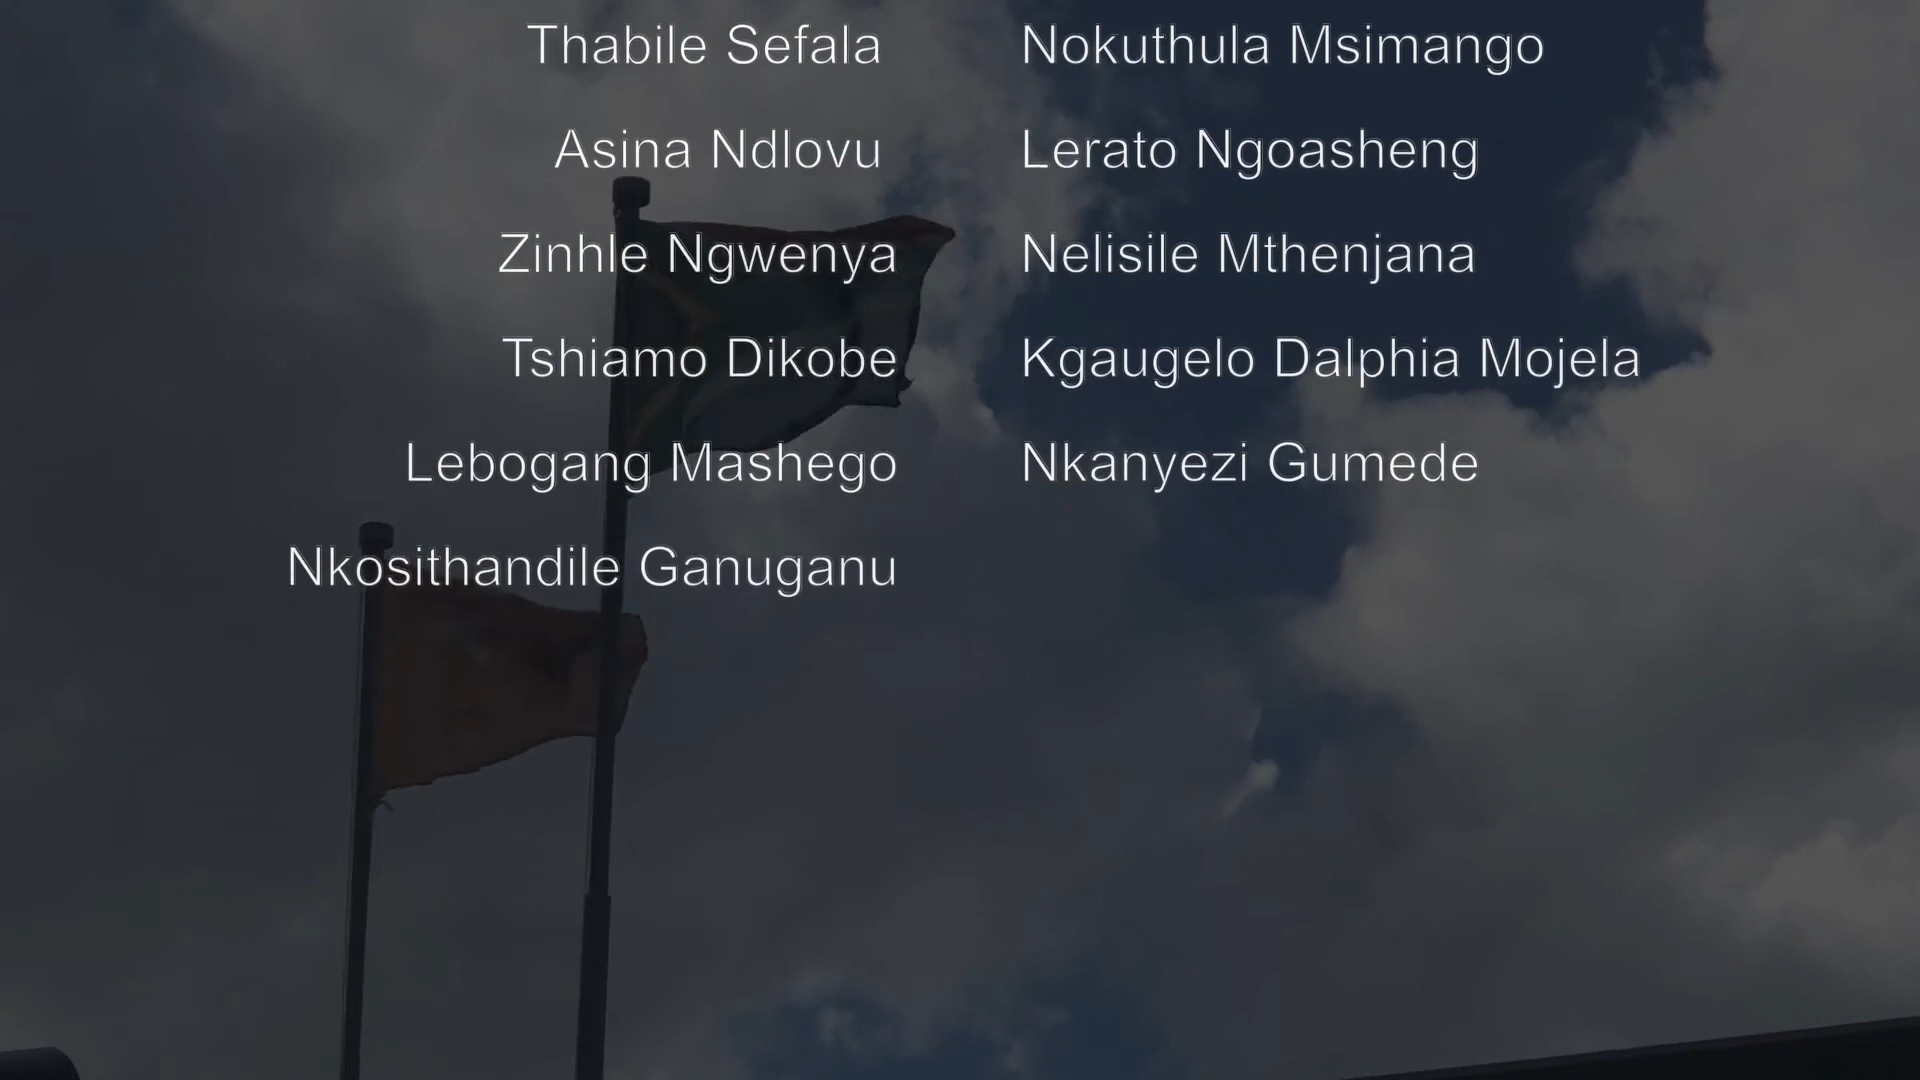 Thabile Sefala Nokuthula Msimango
Asina Ndlovu Lerato Ngoasheng
Zinhle Ngwenya Nelisile Mthenjana
Tshiamo Dikobe Kgaugelo Dalphia Mojela
Lebogang Mashego Nkanyezi Gumede
Nkosithandile Ganuganu